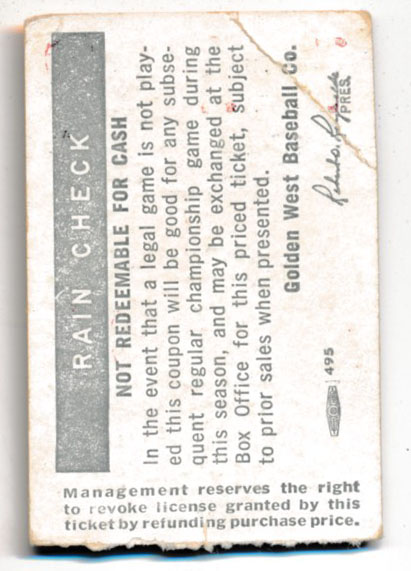 RAIN CHECK
NOT REDEEMABLE FOR CASH
In the event that a legal game is not play-
ed this coupon will be good for any subse-
quent regular championship game during
this season, and may be exchanged at the
Box Office for this priced ticket, subject
to prior sales when presented.
Golden West Baseball Co.
PRES.
495
Management reserves the right
to revoke license granted by this
ticket by refunding purchase price.